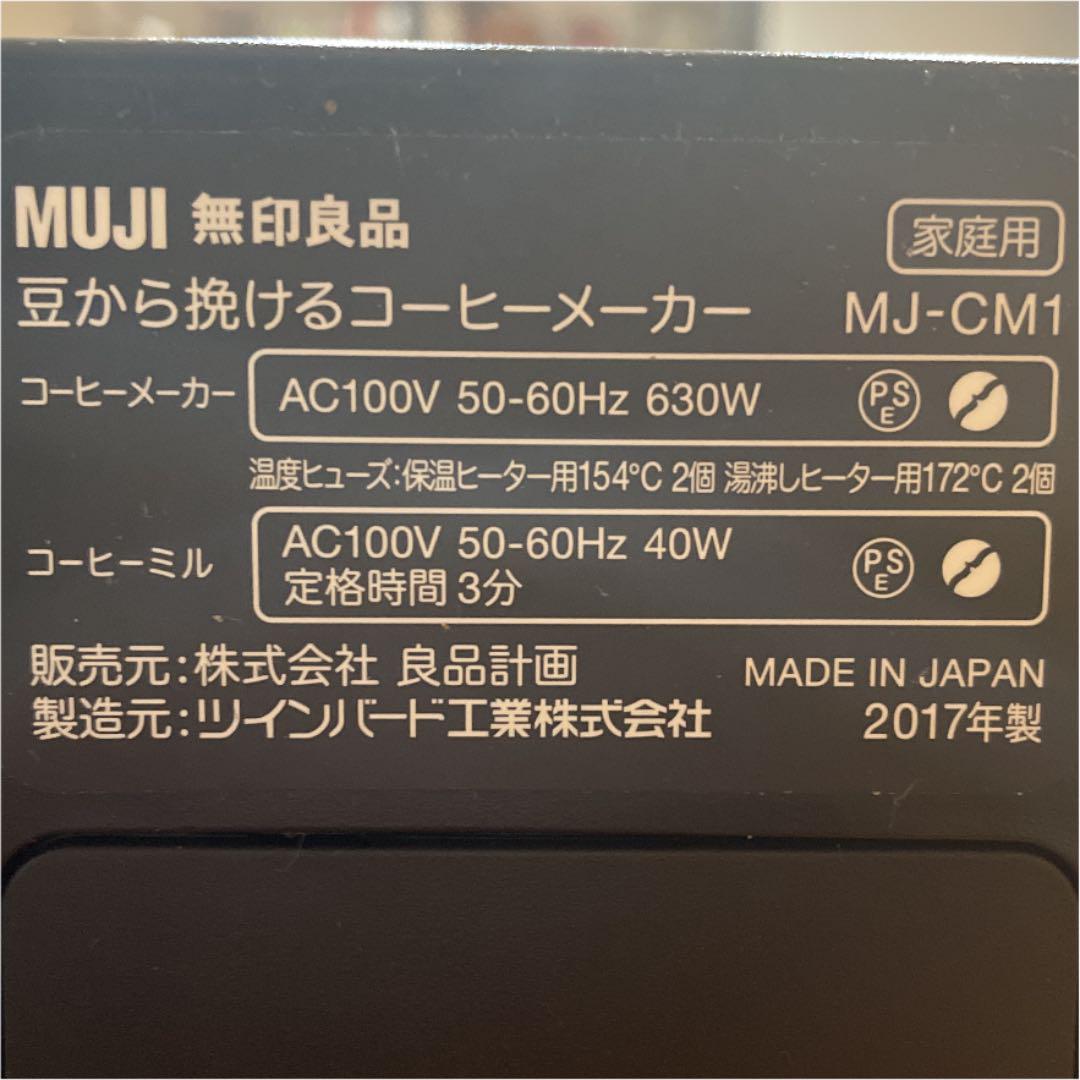 MUJI 無印良品
家庭用
豆から挽けるコーヒーメーカー MJ-CM1
コーヒーメーカー AC100V 50-60Hz 630W PSE
温度ヒューズ:保温ヒーター用154℃ 2個 湯沸しヒーター用172℃ 2個
コーヒーミル AC100V 50-60Hz 40W PSE
定格時間 3分
販売元:株式会社 良品計画 MADE IN JAPAN
製造元:ツインバード工業株式会社 2017年製